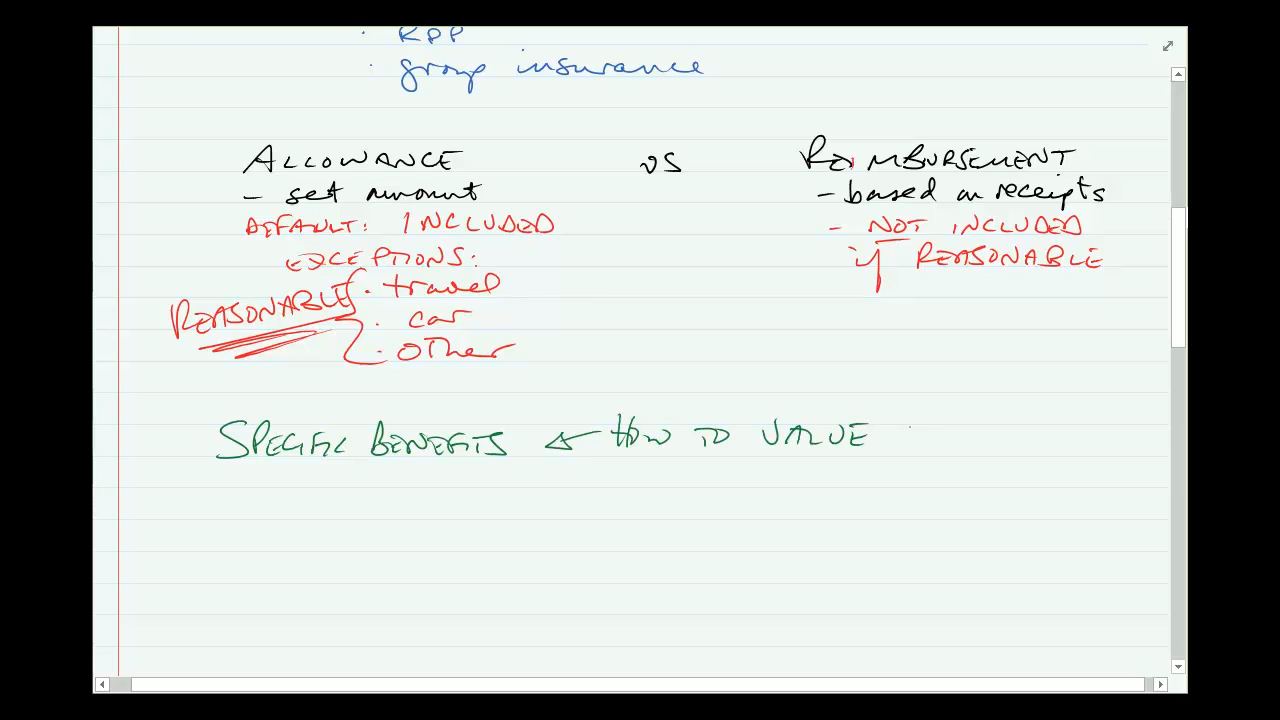 · RPP
· group insurance
ALLOWANCE vs REIMBURSEMENT
- set amount - based on receipts
DEFAULT: INCLUDED - NOT INCLUDED
EXCEPTIONS: if REASONABLE
REASONABLE · travel
· car
· OTher
SPECIFIC BENEFITS ← HOW TO VALUE